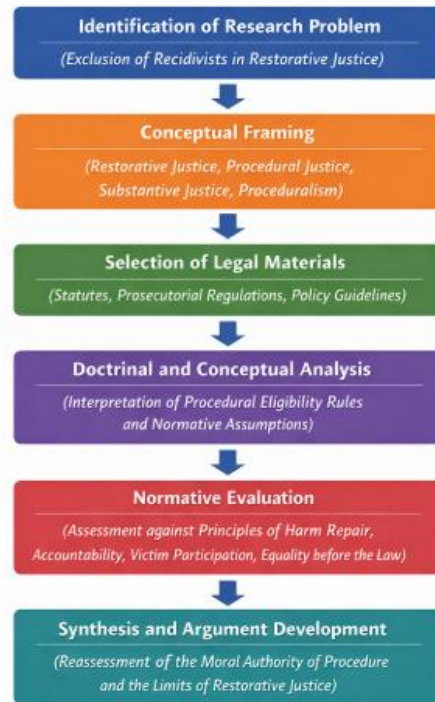 Identification of Research Problem
(Exclusion of Recidivists in Restorative Justice)
Conceptual Framing
(Restorative Justice, Procedural Justice,
Substantive Justice, Proceduralism)
Selection of Legal Materials
(Statutes, Prosecutorial Regulations, Policy Guidelines)
Doctrinal and Conceptual Analysis
(Interpretation of Procedural Eligibility Rules
and Normative Assumptions)
Normative Evaluation
(Assessment against Principles of Harm Repair,
Accountability, Victim Participation, Equality before the Law)
Synthesis and Argument Development
(Reassessment of the Moral Authority of Procedure
and the Limits of Restorative Justice)